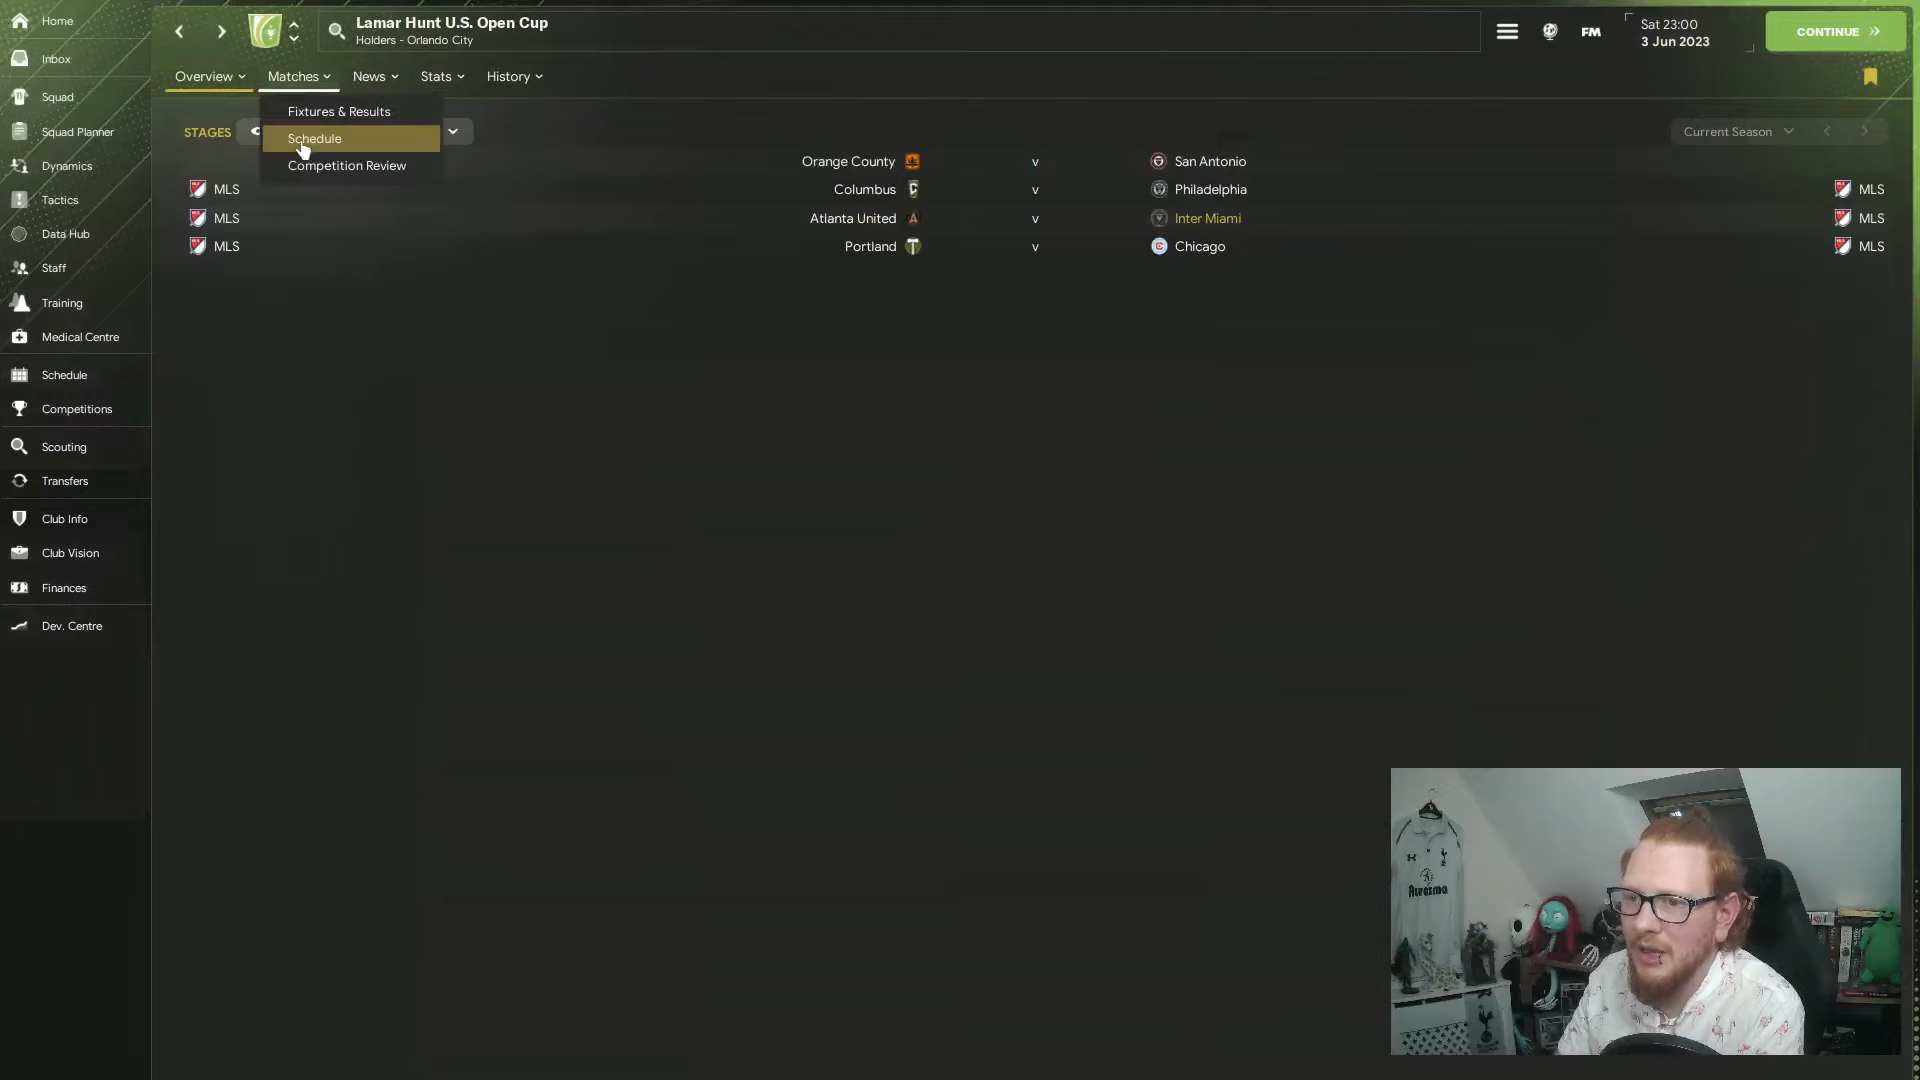 Home
Inbox
Squad
Squad Planner
Dynamics
Tactics
Data Hub
Staff
Training
Medical Centre
Schedule
Competitions
Scouting
Transfers
Club Info
Club Vision
Finances
Dev. Centre
Lamar Hunt U.S. Open Cup
Holders - Orlando City
FM
Sat 23:00
3 Jun 2023
CONTINUE
Overview
Matches
News
Stats
History
Fixtures & Results
Schedule
Competition Review
STAGES
Current Season
Orange County v San Antonio
MLS Columbus v Philadelphia MLS
MLS Atlanta United v Inter Miami MLS
MLS Portland v Chicago MLS